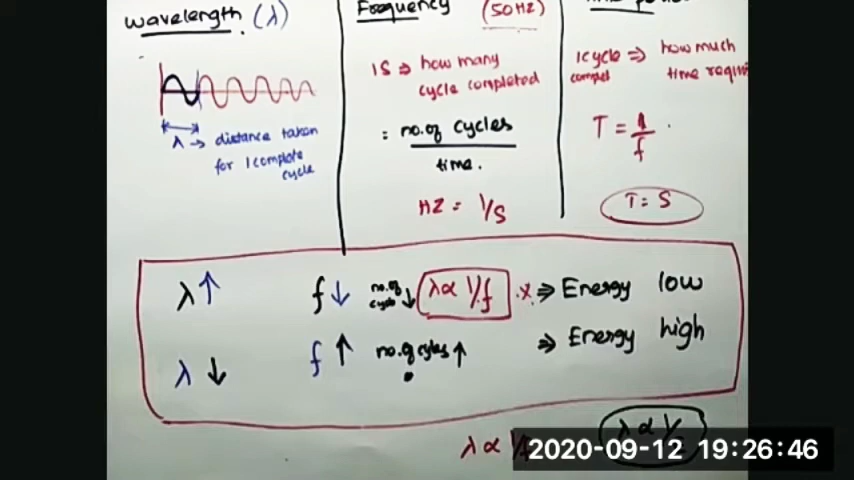 wavelength (λ)
λ → distance taken
for 1 complete
cycle
Frequency (50HZ)
1S ⇒ how many
cycle completed
= no.of cycles
time.
HZ = 1/S
1cycle ⇒ how much
complet time requi
T = 1/f
T = S
λ↑ f↓ no.of cycle↓ λ∝ 1/f ⇒ Energy low
λ↓ f↑ no.of cycles↑ ⇒ Energy high
λ ∝
λ ∝ 1/
2020-09-12 19:26:46